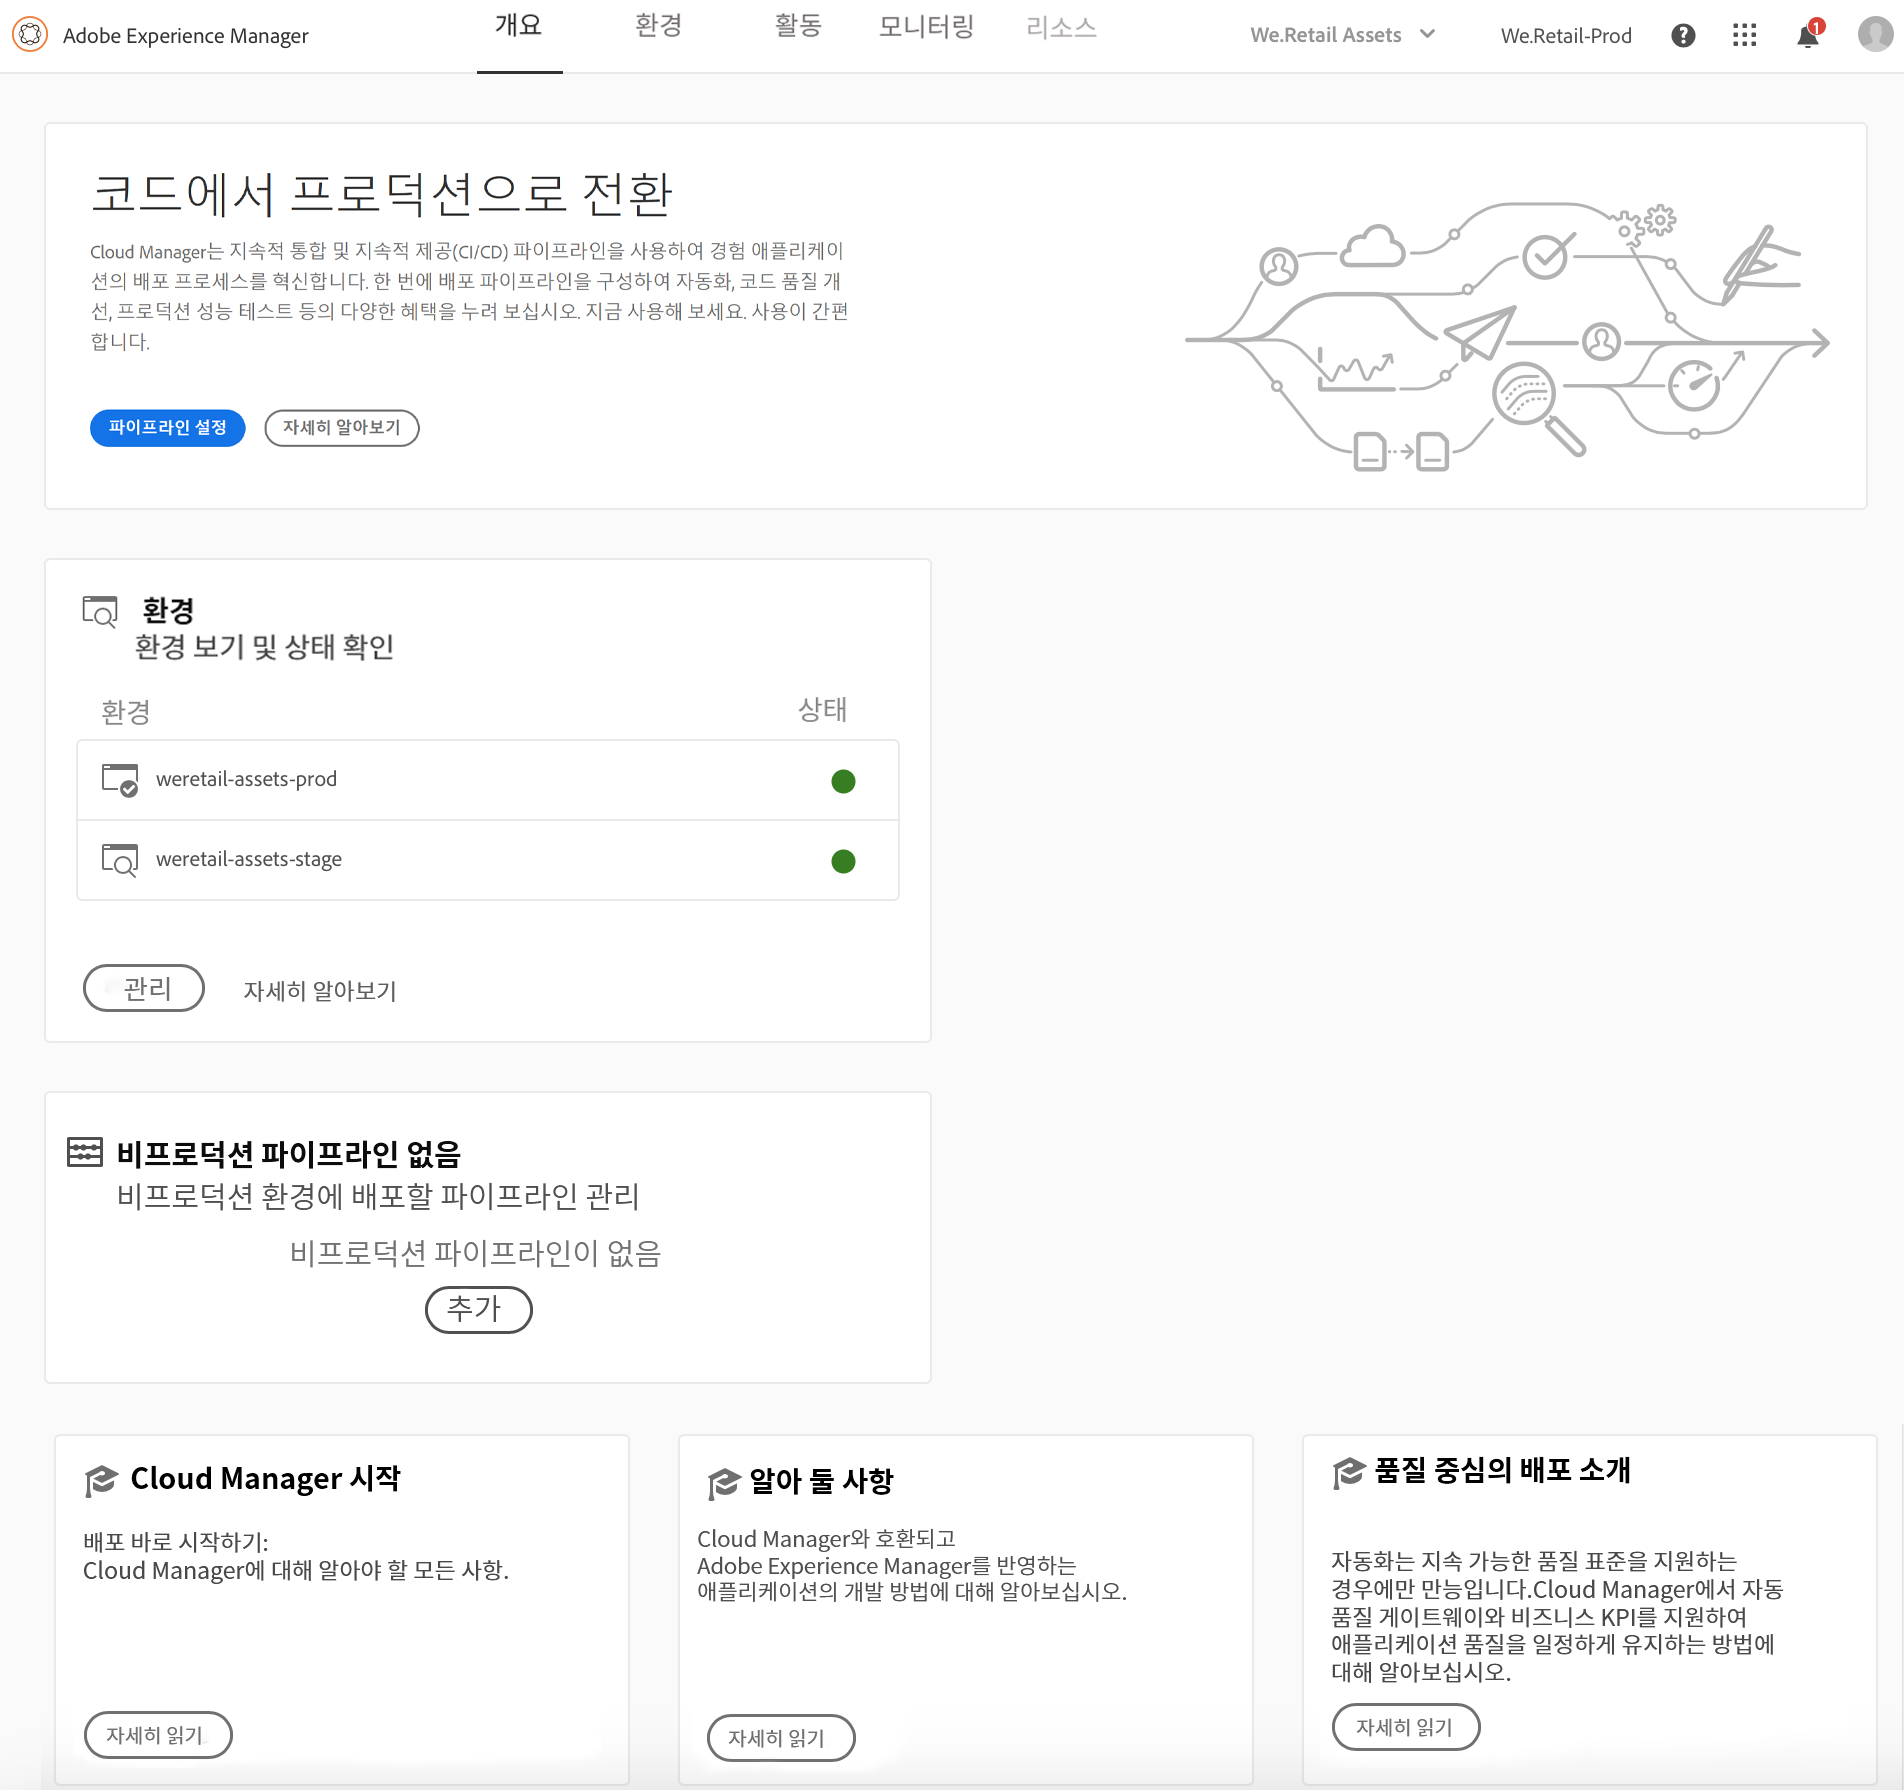 Adobe Experience Manager
개요
환경
활동
모니터링
리소스
We.Retail Assets
We.Retail-Prod
1
코드에서 프로덕션으로 전환
Cloud Manager는 지속적 통합 및 지속적 제공(CI/CD) 파이프라인을 사용하여 경험 애플리케이
션의 배포 프로세스를 혁신합니다. 한 번에 배포 파이프라인을 구성하여 자동화, 코드 품질 개
선, 프로덕션 성능 테스트 등의 다양한 혜택을 누려 보십시오. 지금 사용해 보세요. 사용이 간편
합니다.
파이프라인 설정
자세히 알아보기
환경
환경 보기 및 상태 확인
환경
상태
weretail-assets-prod
weretail-assets-stage
관리
자세히 알아보기
비프로덕션 파이프라인 없음
비프로덕션 환경에 배포할 파이프라인 관리
비프로덕션 파이프라인이 없음
추가
Cloud Manager 시작
배포 바로 시작하기:
Cloud Manager에 대해 알아야 할 모든 사항.
자세히 읽기
알아 둘 사항
Cloud Manager와 호환되고
Adobe Experience Manager를 반영하는
애플리케이션의 개발 방법에 대해 알아보십시오.
자세히 읽기
품질 중심의 배포 소개
자동화는 지속 가능한 품질 표준을 지원하는
경우에만 만능입니다.Cloud Manager에서 자동
품질 게이트웨이와 비즈니스 KPI를 지원하여
애플리케이션 품질을 일정하게 유지하는 방법에
대해 알아보십시오.
자세히 읽기